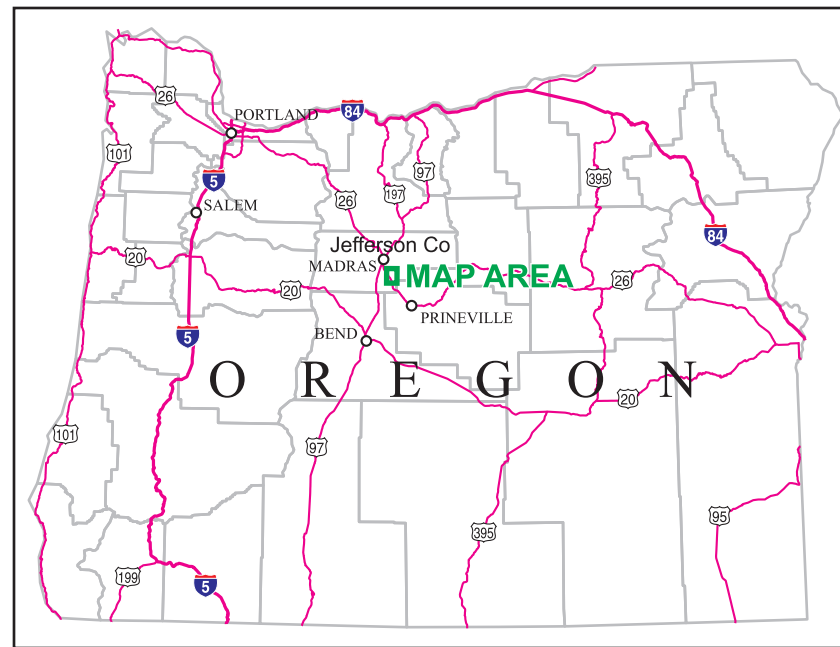 26
PORTLAND
84
101
97
5
197
395
SALEM
26
84
Jefferson Co
20
MADRAS
MAP AREA
26
20
PRINEVILLE
5
BEND
OREGON
20
101
97
395
95
199
5